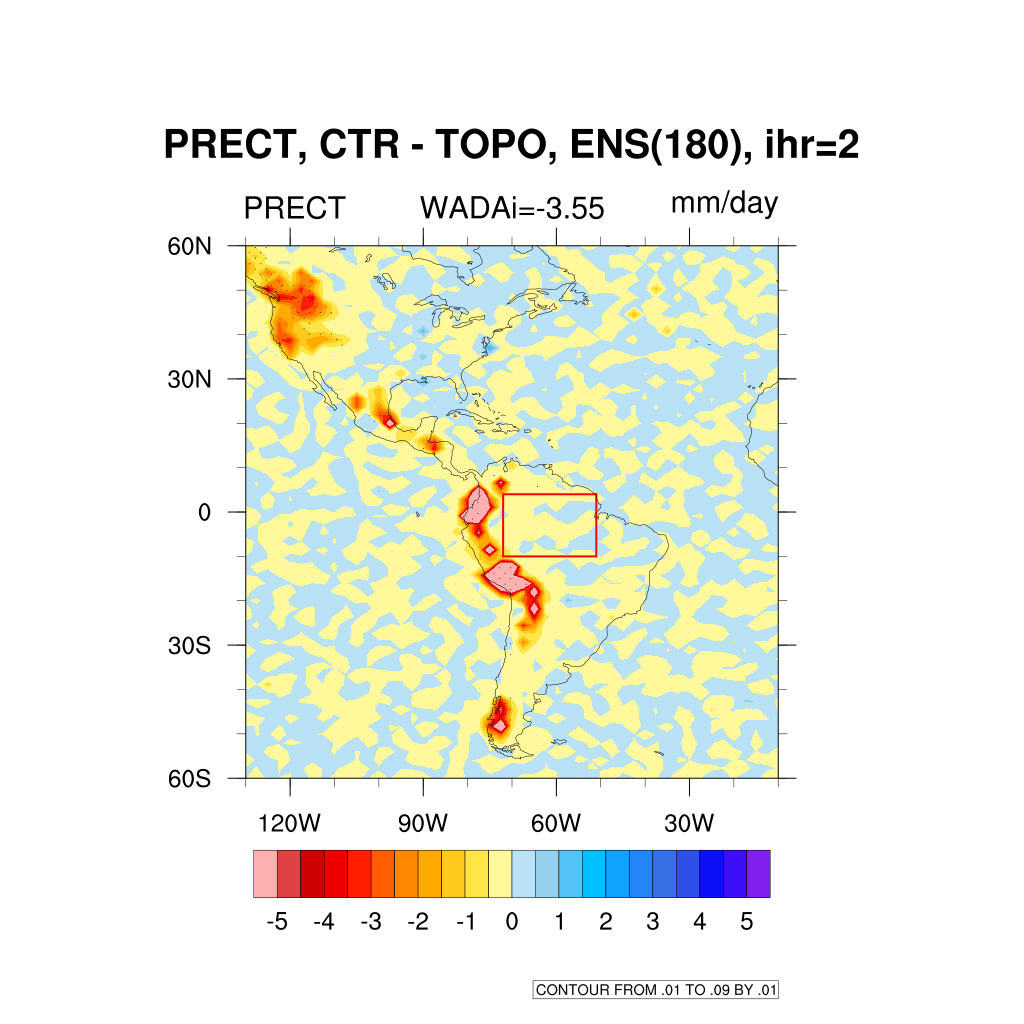 PRECT, CTR - TOPO, ENS(180), ihr=2
PRECT WADAi=-3.55 mm/day
60N
30N
0
30S
60S
120W 90W 60W 30W
-5 -4 -3 -2 -1 0 1 2 3 4 5
CONTOUR FROM .01 TO .09 BY .01